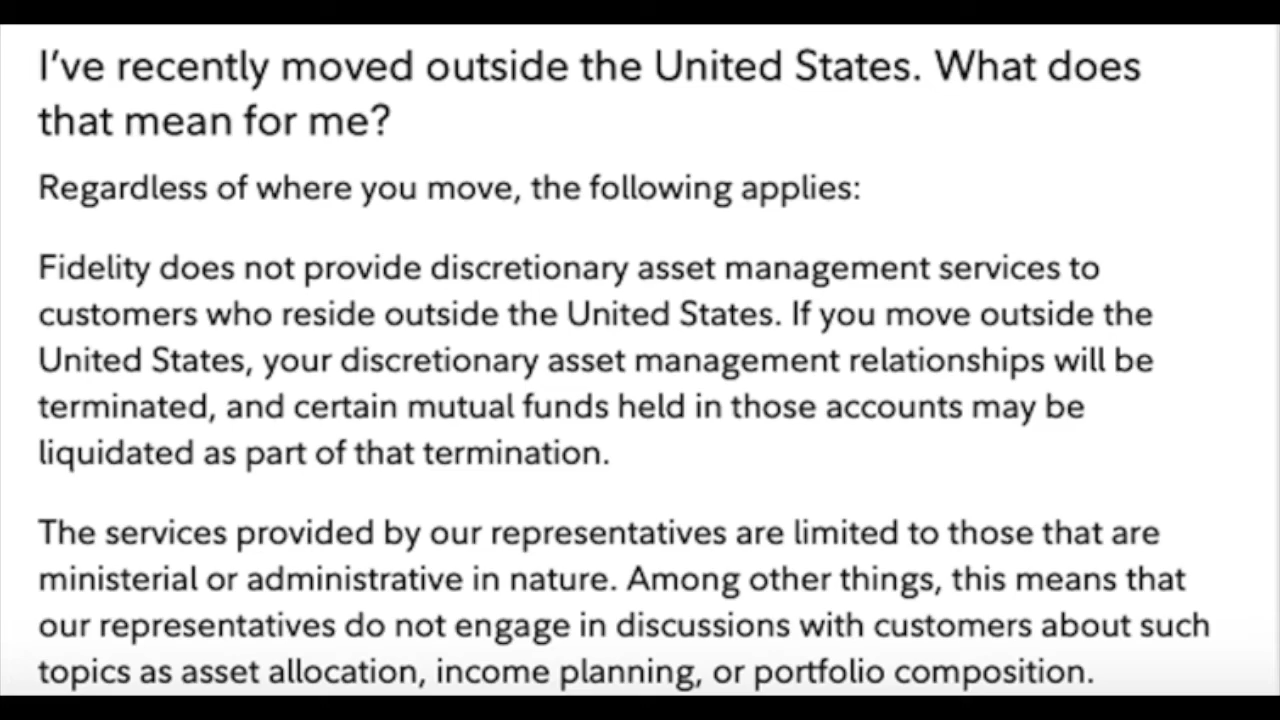 I've recently moved outside the United States. What does
that mean for me?
Regardless of where you move, the following applies:
Fidelity does not provide discretionary asset management services to
customers who reside outside the United States. If you move outside the
United States, your discretionary asset management relationships will be
terminated, and certain mutual funds held in those accounts may be
liquidated as part of that termination.
The services provided by our representatives are limited to those that are
ministerial or administrative in nature. Among other things, this means that
our representatives do not engage in discussions with customers about such
topics as asset allocation, income planning, or portfolio composition.